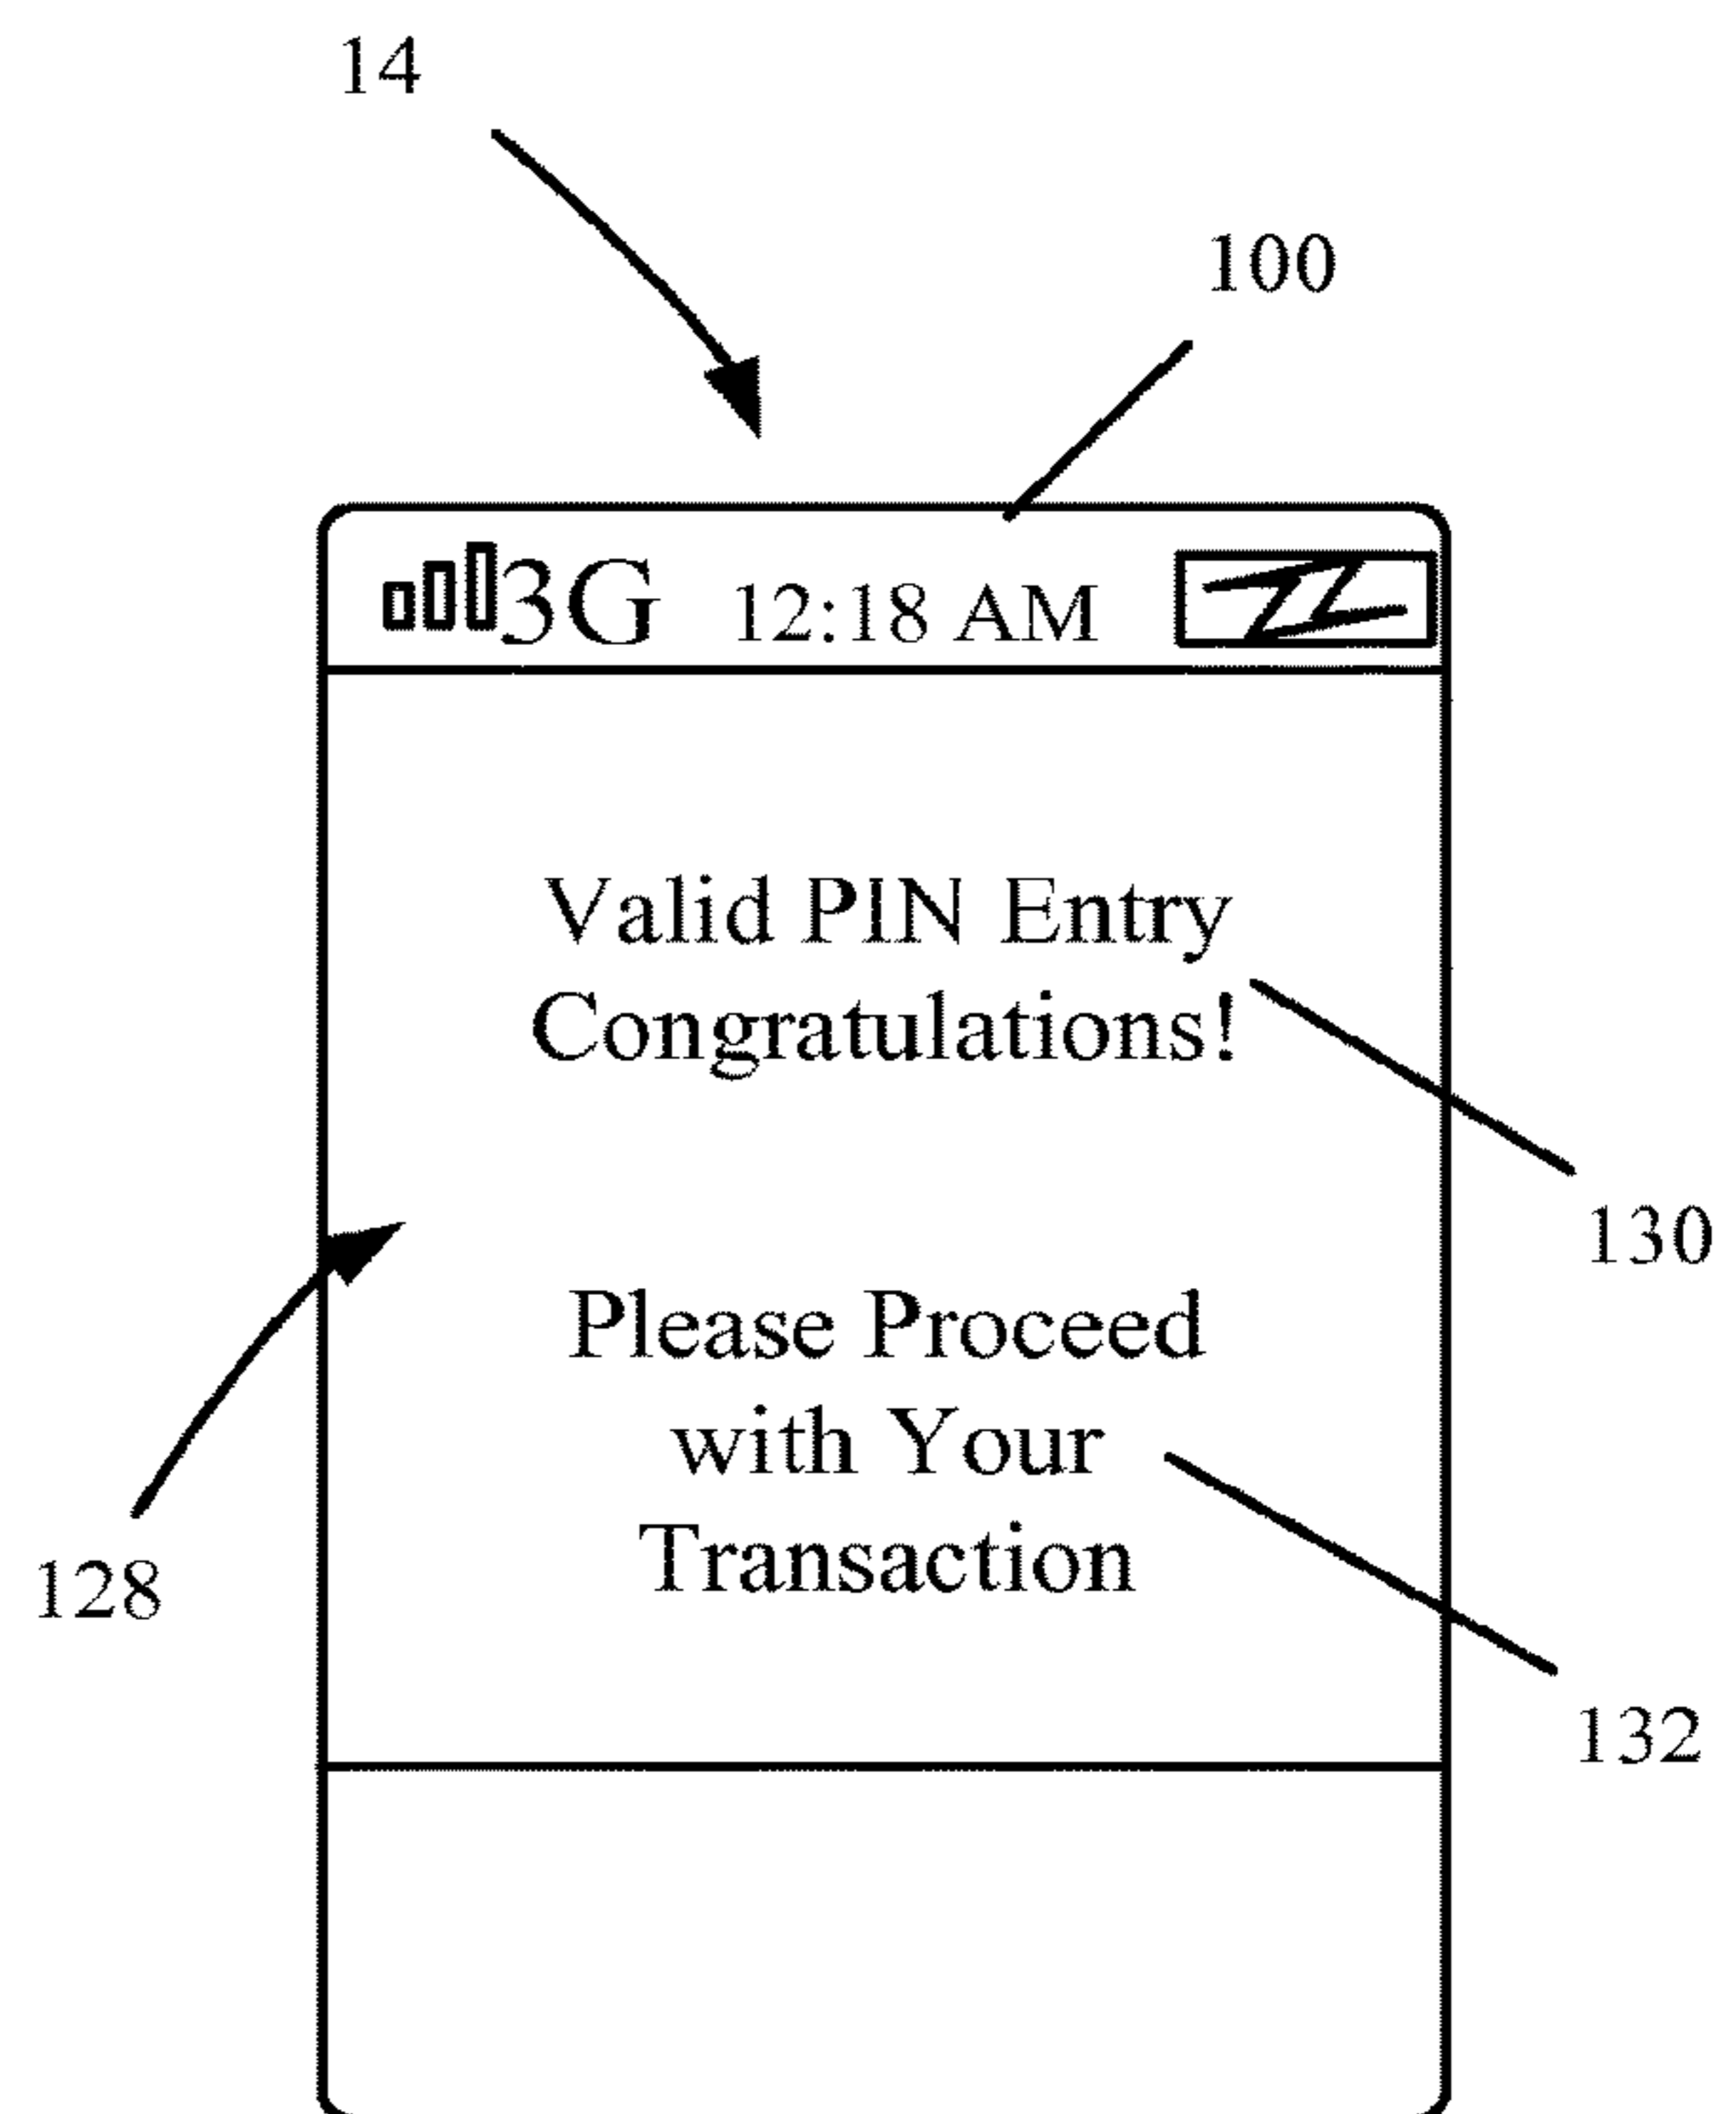 14
100
3G 12:18 AM
Valid PIN Entry
Congratulations!
130
Please Proceed
with Your
Transaction
128
132